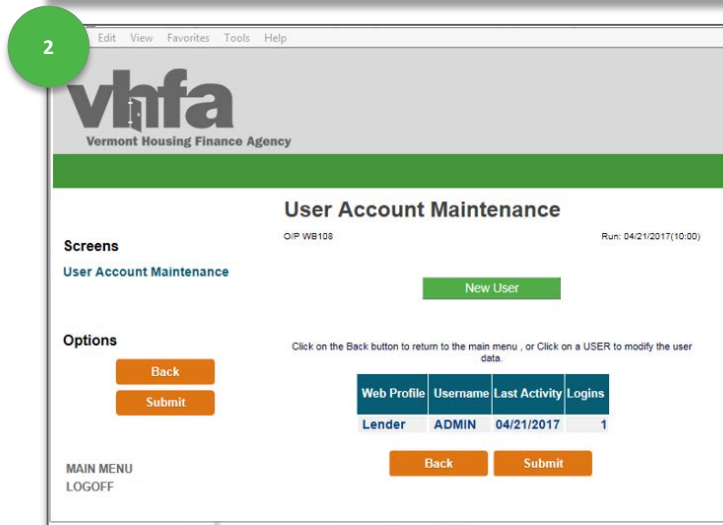 2
Edit View Favorites Tools Help
vhfa
Vermont Housing Finance Agency
User Account Maintenance
O/P WB108 Run: 04/21/2017(10:00)
Screens
User Account Maintenance
New User
Options
Click on the Back button to return to the main menu , or Click on a USER to modify the user
data.
Back
Submit
Web Profile Username Last Activity Logins
Lender ADMIN 04/21/2017 1
Back Submit
MAIN MENU
LOGOFF